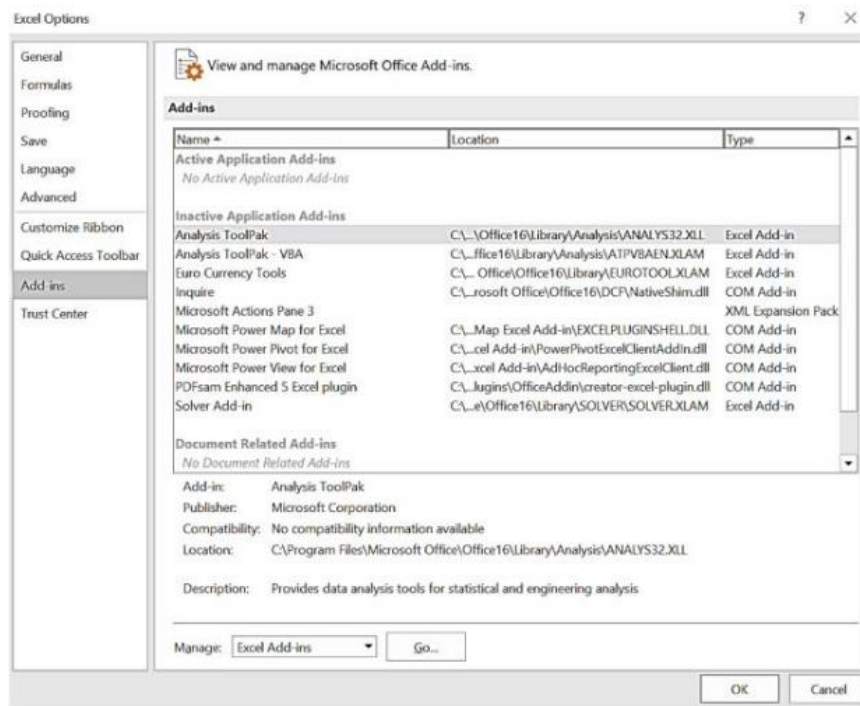 Excel Options ? ×
General
Formulas
Proofing
Save
Language
Advanced
Customize Ribbon
Quick Access Toolbar
Add-ins
Trust Center
View and manage Microsoft Office Add-ins.
Add-ins
Name Location Type
Active Application Add-ins
No Active Application Add-ins
Inactive Application Add-ins
Analysis ToolPak C:\...\Office16\Library\Analysis\ANALYS32.XLL Excel Add-in
Analysis ToolPak - VBA C:\...ffice16\Library\Analysis\ATPVBAEN.XLAM Excel Add-in
Euro Currency Tools C:\... Office\Office16\Library\EUROTOOL.XLAM Excel Add-in
Inquire C:\...rosoft Office\Office16\DCF\NativeShim.dll COM Add-in
Microsoft Actions Pane 3 XML Expansion Pack
Microsoft Power Map for Excel C:\...Map Excel Add-in\EXCELPLUGINSHELL.DLL COM Add-in
Microsoft Power Pivot for Excel C:\...cel Add-in\PowerPivotExcelClientAddIn.dll COM Add-in
Microsoft Power View for Excel C:\...xcel Add-in\AdHocReportingExcelClient.dll COM Add-in
PDFsam Enhanced 5 Excel plugin C:\...lugins\OfficeAddin\creator-excel-plugin.dll COM Add-in
Solver Add-in C:\...e\Office16\Library\SOLVER\SOLVER.XLAM Excel Add-in
Document Related Add-ins
No Document Related Add-ins
Add-in: Analysis ToolPak
Publisher: Microsoft Corporation
Compatibility: No compatibility information available
Location: C:\Program Files\Microsoft Office\Office16\Library\Analysis\ANALYS32.XLL
Description: Provides data analysis tools for statistical and engineering analysis
Manage: Excel Add-ins Go...
OK Cancel